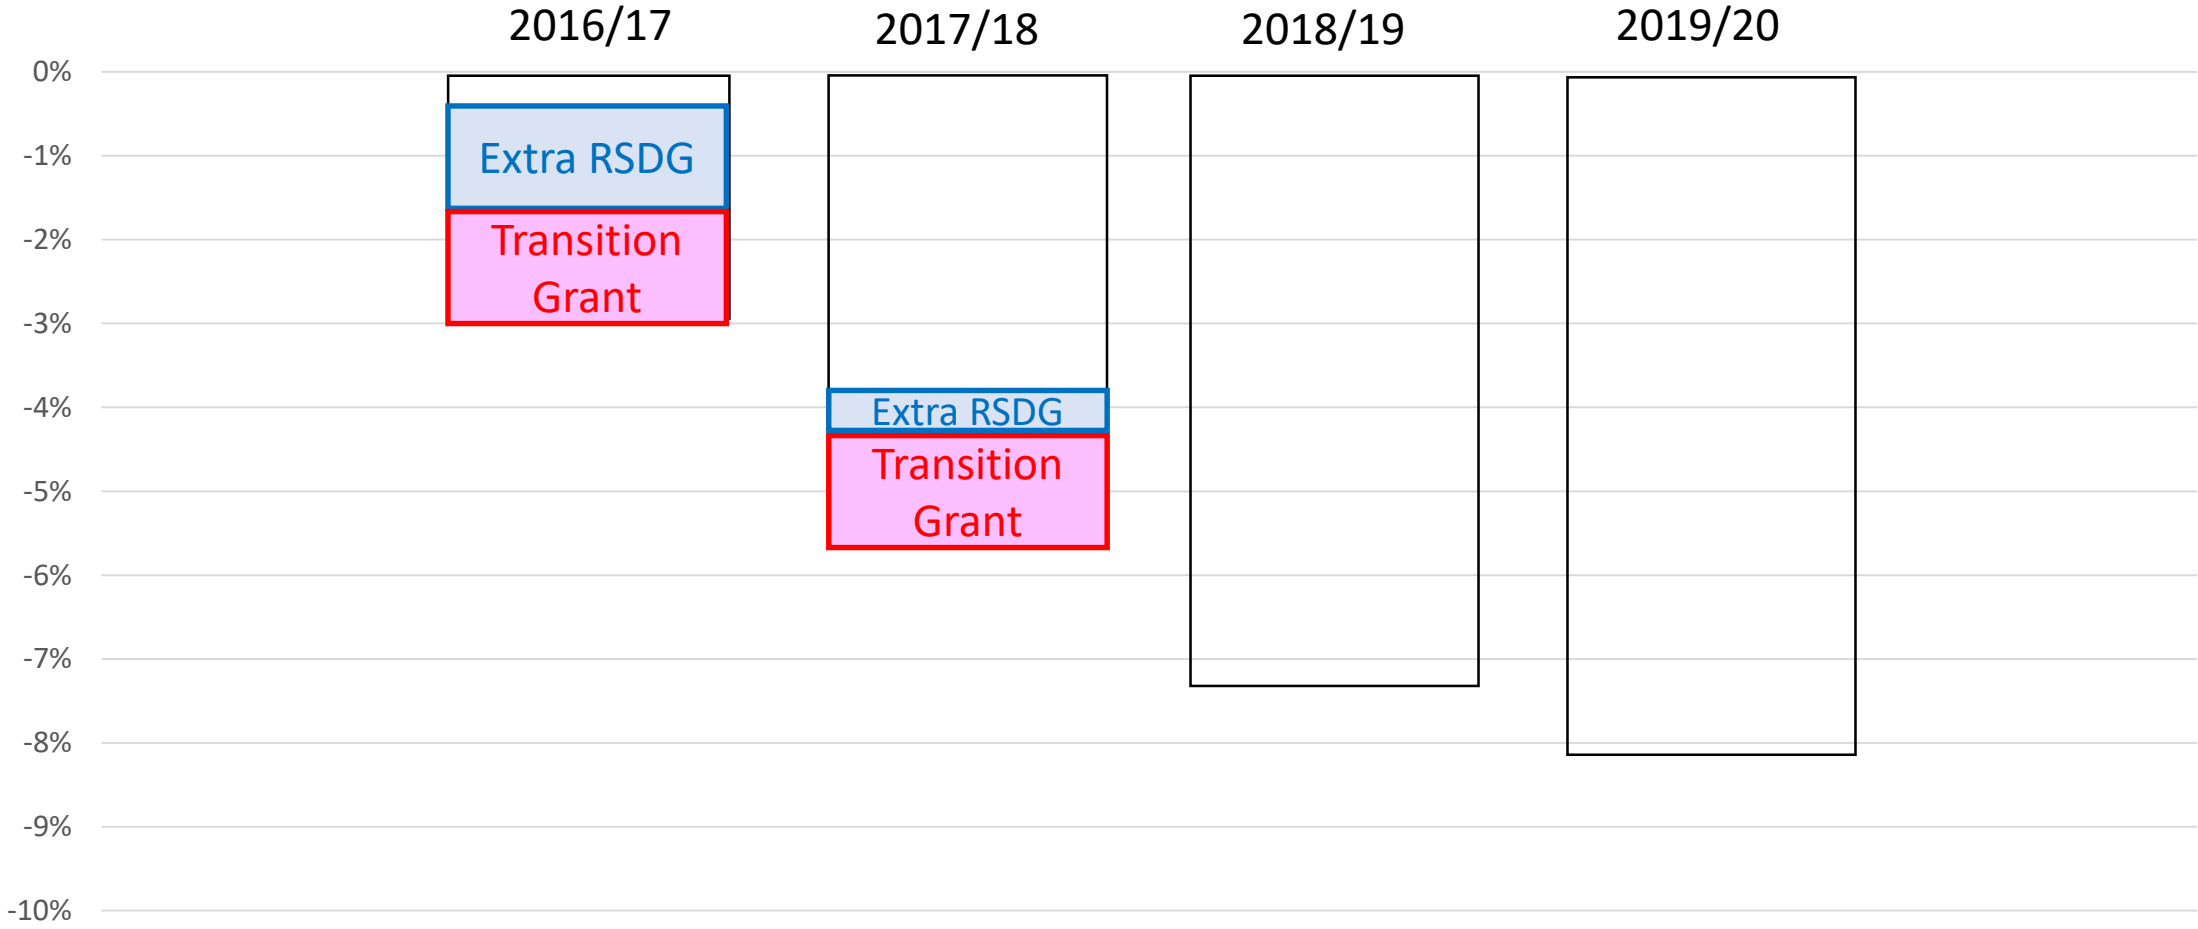 2016/17
2017/18
2018/19
2019/20
0%
-1%
-2%
-3%
-4%
-5%
-6%
-7%
-8%
-9%
-10%
Extra RSDG
Transition
Grant
Extra RSDG
Transition
Grant